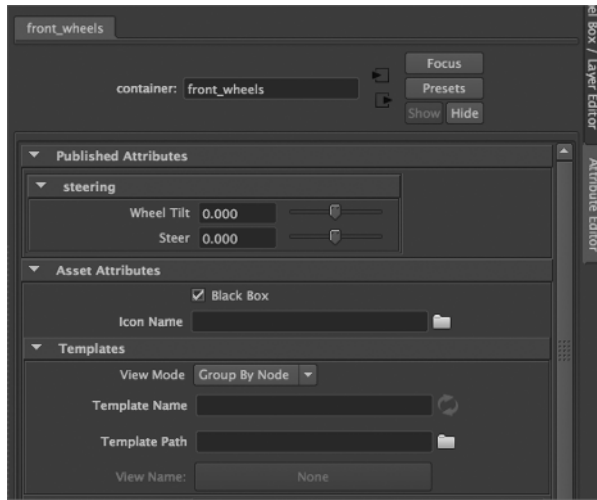 front_wheels
Focus
container: front_wheels
Presets
Show Hide
Published Attributes
steering
Wheel Tilt 0.000
Steer 0.000
Asset Attributes
Black Box
Icon Name
Templates
View Mode Group By Node
Template Name
Template Path
View Name: None
Box / Layer Editor
Attribute Editor